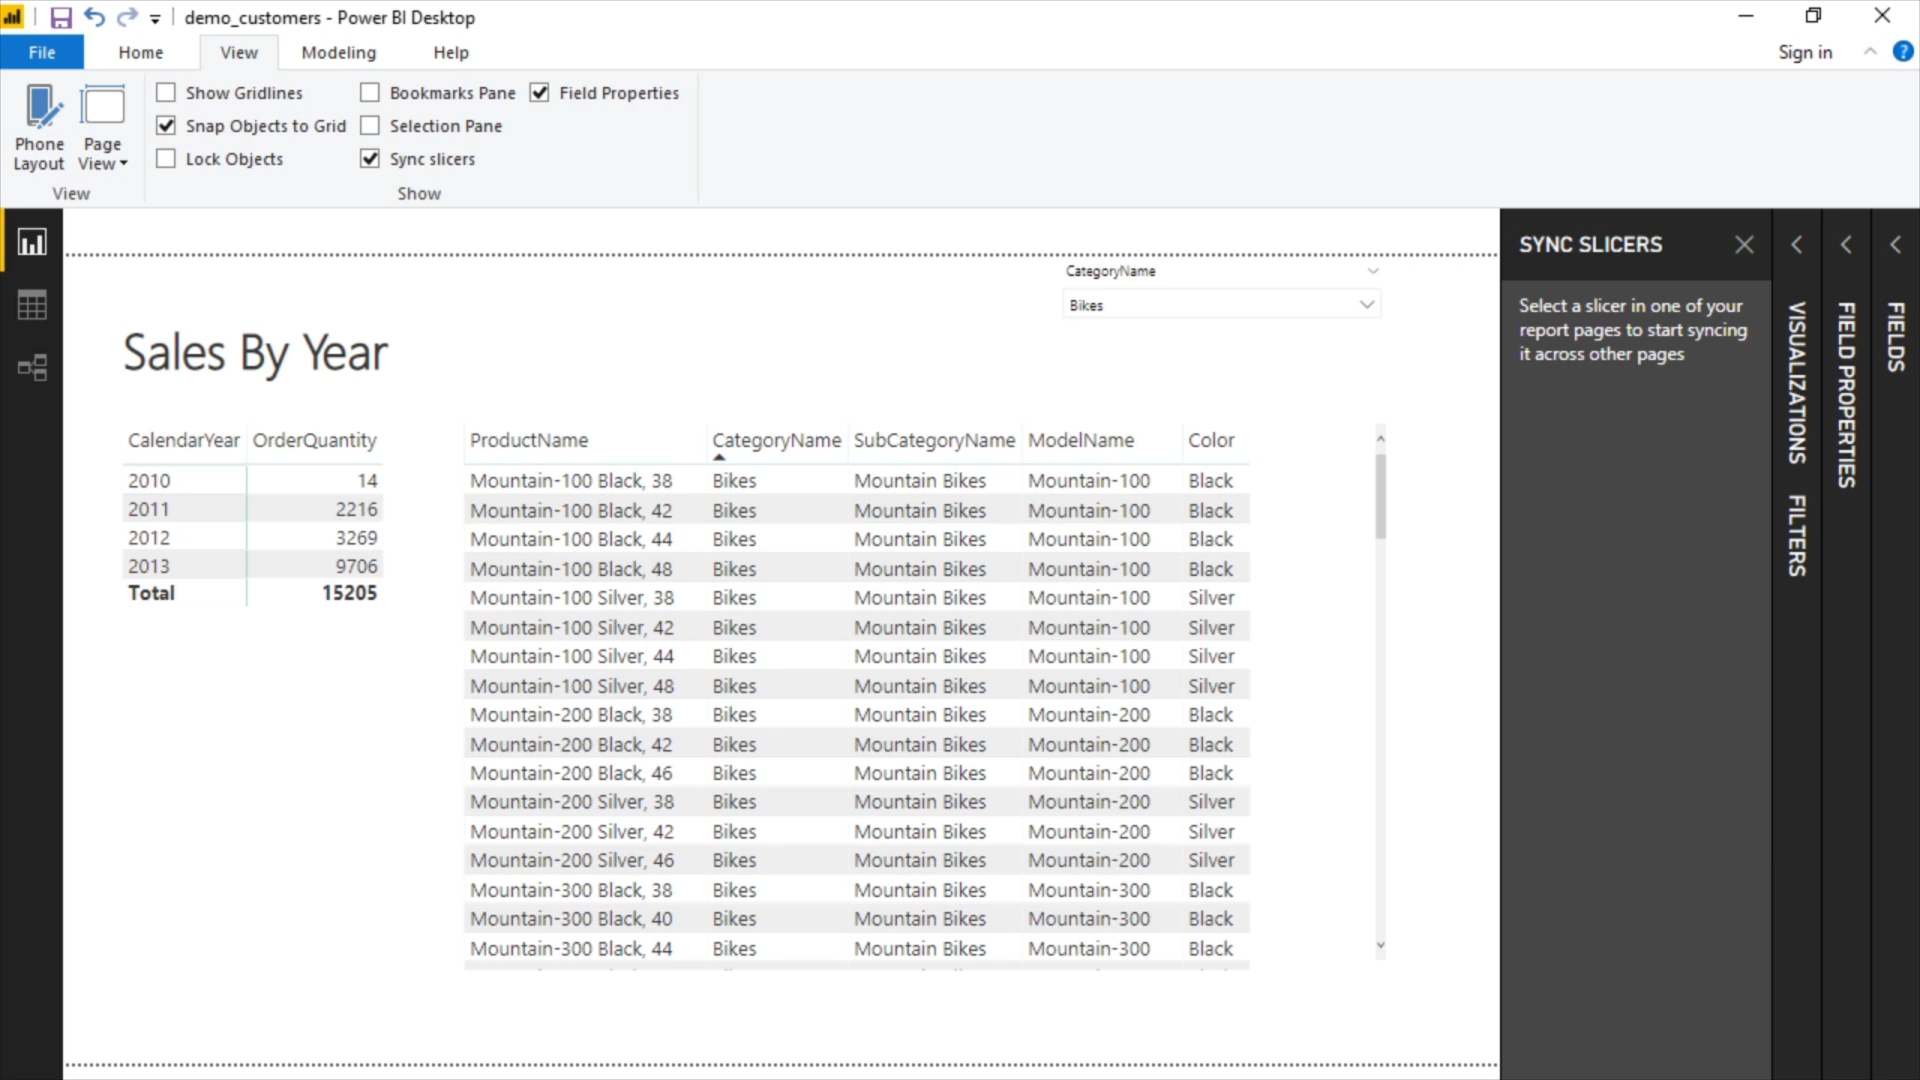 demo_customers - Power BI Desktop
File Home View Modeling Help Sign in ?
Show Gridlines Bookmarks Pane Field Properties
Snap Objects to Grid Selection Pane
Lock Objects Sync slicers
Phone Layout
Page View
View Show
CategoryName
Bikes
Sales By Year
CalendarYear OrderQuantity
2010 14
2011 2216
2012 3269
2013 9706
Total 15205
ProductName CategoryName SubCategoryName ModelName Color
Mountain-100 Black, 38 Bikes Mountain Bikes Mountain-100 Black
Mountain-100 Black, 42 Bikes Mountain Bikes Mountain-100 Black
Mountain-100 Black, 44 Bikes Mountain Bikes Mountain-100 Black
Mountain-100 Black, 48 Bikes Mountain Bikes Mountain-100 Black
Mountain-100 Silver, 38 Bikes Mountain Bikes Mountain-100 Silver
Mountain-100 Silver, 42 Bikes Mountain Bikes Mountain-100 Silver
Mountain-100 Silver, 44 Bikes Mountain Bikes Mountain-100 Silver
Mountain-100 Silver, 48 Bikes Mountain Bikes Mountain-100 Silver
Mountain-200 Black, 38 Bikes Mountain Bikes Mountain-200 Black
Mountain-200 Black, 42 Bikes Mountain Bikes Mountain-200 Black
Mountain-200 Black, 46 Bikes Mountain Bikes Mountain-200 Black
Mountain-200 Silver, 38 Bikes Mountain Bikes Mountain-200 Silver
Mountain-200 Silver, 42 Bikes Mountain Bikes Mountain-200 Silver
Mountain-200 Silver, 46 Bikes Mountain Bikes Mountain-200 Silver
Mountain-300 Black, 38 Bikes Mountain Bikes Mountain-300 Black
Mountain-300 Black, 40 Bikes Mountain Bikes Mountain-300 Black
Mountain-300 Black, 44 Bikes Mountain Bikes Mountain-300 Black
SYNC SLICERS
Select a slicer in one of your
report pages to start syncing
it across other pages
VISUALIZATIONS
FILTERS
FIELD PROPERTIES
FIELDS